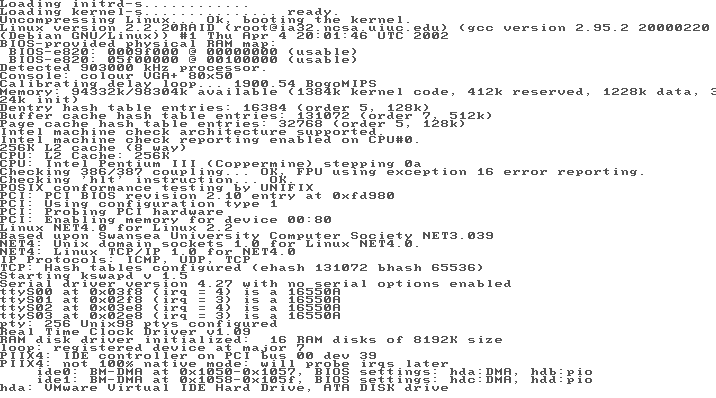 Loading initrd-s..............
Loading kernel-s.............. ready.
Uncompressing Linux... Ok, booting the kernel.
Linux version 2.2.20RAID (root@ia32.ncsa.uiuc.edu) (gcc version 2.95.2 20000220
(Debian GNU/Linux)) #1 Thu Apr 4 20:01:46 UTC 2002
BIOS-provided physical RAM map:
BIOS-e820: 0009f000 @ 00000000 (usable)
BIOS-e820: 05f00000 @ 00100000 (usable)
Detected 903000 kHz processor.
Console: colour VGA+ 80x50
Calibrating delay loop... 1900.54 BogoMIPS
Memory: 94332k/98304k available (1384k kernel code, 412k reserved, 1228k data, 3
24k init)
Dentry hash table entries: 16384 (order 5, 128k)
Buffer cache hash table entries: 131072 (order 7, 512k)
Page cache hash table entries: 32768 (order 5, 128k)
Intel machine check architecture supported.
Intel machine check reporting enabled on CPU#0.
256K L2 cache (8 way)
CPU: L2 Cache: 256K
CPU: Intel Pentium III (Coppermine) stepping 0a
Checking 386/387 coupling... OK, FPU using exception 16 error reporting.
Checking 'hlt' instruction... OK.
POSIX conformance testing by UNIFIX
PCI: PCI BIOS revision 2.10 entry at 0xfd980
PCI: Using configuration type 1
PCI: Probing PCI hardware
PCI: Enabling memory for device 00:80
Linux NET4.0 for Linux 2.2
Based upon Swansea University Computer Society NET3.039
NET4: Unix domain sockets 1.0 for Linux NET4.0.
NET4: Linux TCP/IP 1.0 for NET4.0
IP Protocols: ICMP, UDP, TCP
TCP: Hash tables configured (ehash 131072 bhash 65536)
Starting kswapd v 1.5
Serial driver version 4.27 with no serial options enabled
ttyS00 at 0x03f8 (irq = 4) is a 16550A
ttyS01 at 0x02f8 (irq = 3) is a 16550A
ttyS02 at 0x03e8 (irq = 4) is a 16550A
ttyS03 at 0x02e8 (irq = 3) is a 16550A
pty: 256 Unix98 ptys configured
Real Time Clock Driver v1.09
RAM disk driver initialized:  16 RAM disks of 8192K size
loop: registered device at major 7
PIIX4: IDE controller on PCI bus 00 dev 39
PIIX4: not 100% native mode: will probe irqs later
ide0: BM-DMA at 0x1050-0x1057, BIOS settings: hda:DMA, hdb:pio
ide1: BM-DMA at 0x1058-0x105f, BIOS settings: hdc:DMA, hdd:pio
hda: VMware Virtual IDE Hard Drive, ATA DISK drive